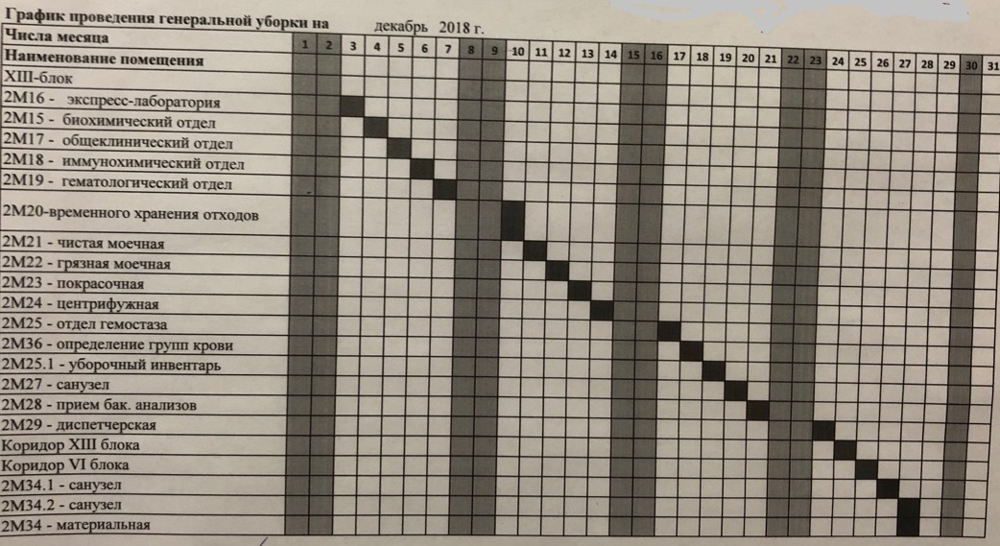 График проведения генеральной уборки на декабрь 2018 г.
Числа месяца 1 2 3 4 5 6 7 8 9 10 11 12 13 14 15 16 17 18 19 20 21 22 23 24 25 26 27 28 29 30 31
Наименование помещения
XIII-блок
2М16 - экспресс-лаборатория
2М15 - биохимический отдел
2М17 - общеклинический отдел
2М18 - иммунохимический отдел
2М19 - гематологический отдел
2М20-временного хранения отходов
2М21 - чистая моечная
2М22 - грязная моечная
2М23 - покрасочная
2М24 - центрифужная
2М25 - отдел гемостаза
2М36 - определение групп крови
2М25.1 - уборочный инвентарь
2М27 - санузел
2М28 - прием бак. анализов
2М29 - диспетчерская
Коридор XIII блока
Коридор VI блока
2М34.1 - санузел
2М34.2 - санузел
2М34 - материальная